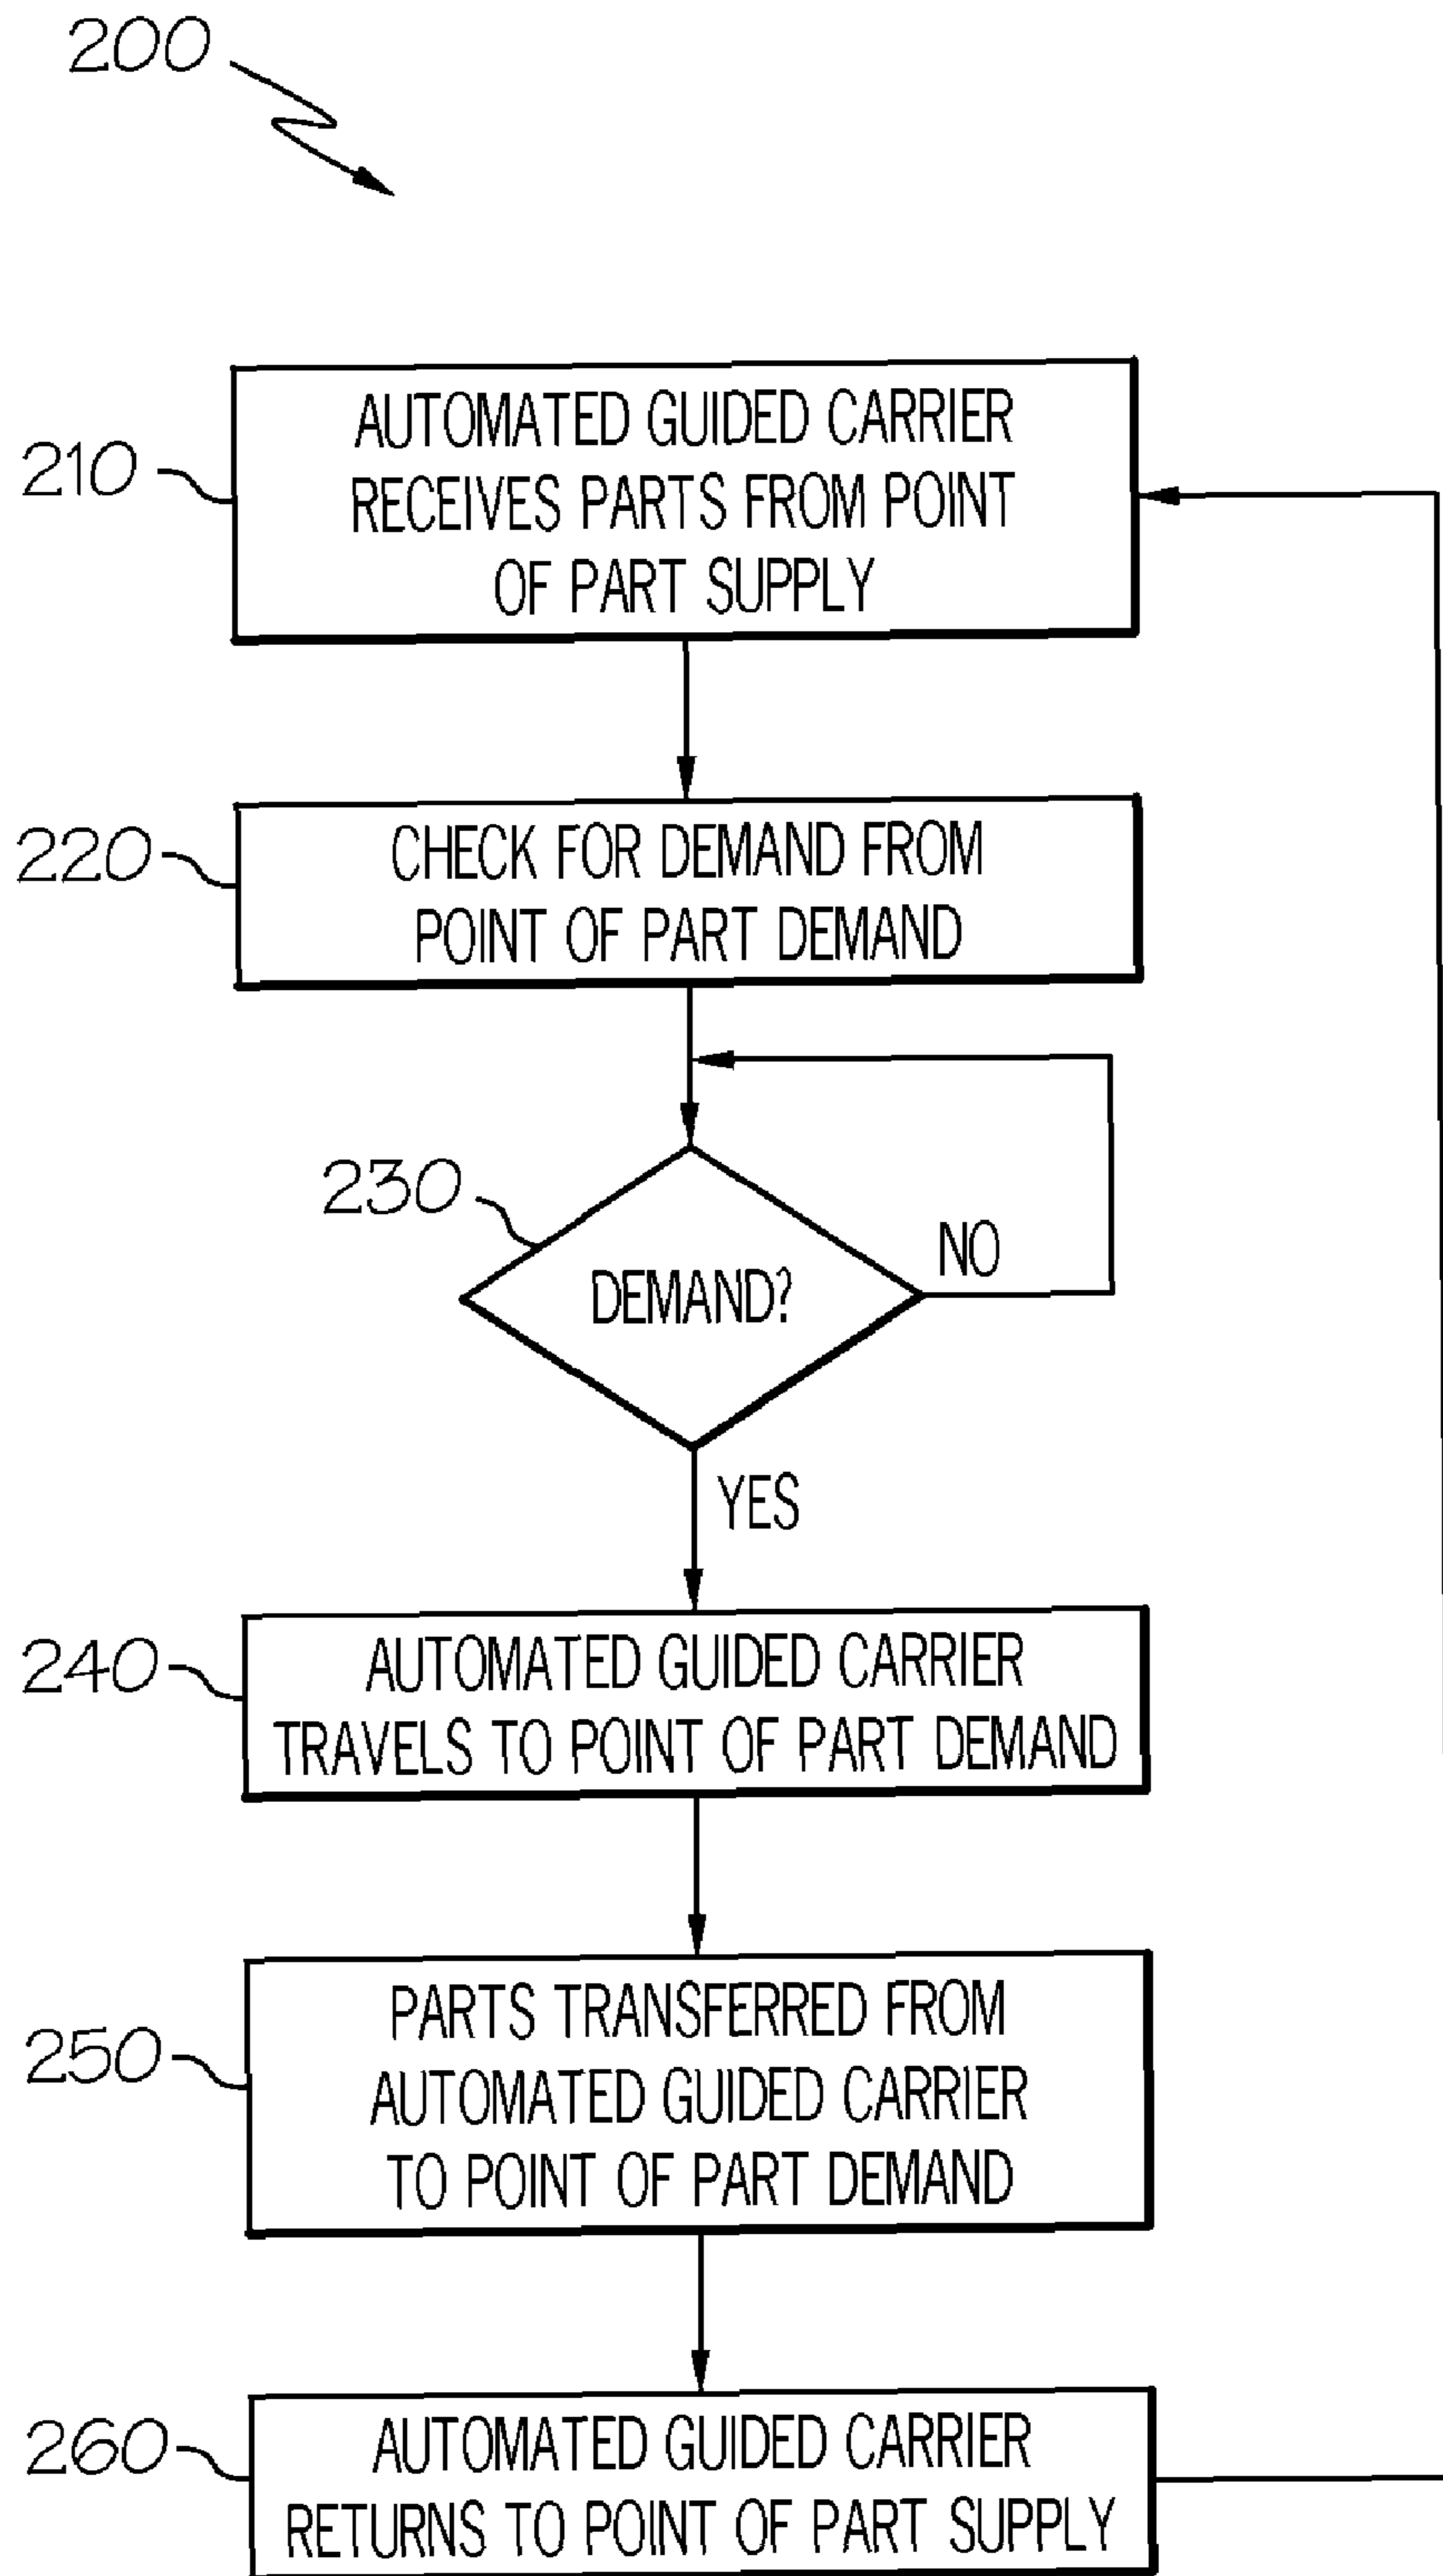 200
210
AUTOMATED GUIDED CARRIER
RECEIVES PARTS FROM POINT
OF PART SUPPLY
220
CHECK FOR DEMAND FROM
POINT OF PART DEMAND
230
DEMAND?
NO
YES
240
AUTOMATED GUIDED CARRIER
TRAVELS TO POINT OF PART DEMAND
250
PARTS TRANSFERRED FROM
AUTOMATED GUIDED CARRIER
TO POINT OF PART DEMAND
260
AUTOMATED GUIDED CARRIER
RETURNS TO POINT OF PART SUPPLY